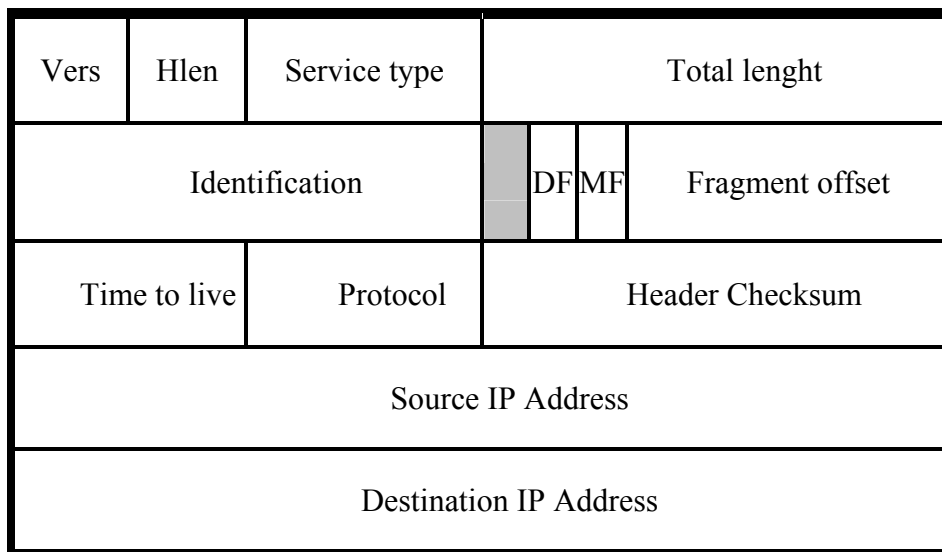 Vers Hlen Service type Total lenght
Identification DF MF Fragment offset
Time to live Protocol Header Checksum
Source IP Address
Destination IP Address